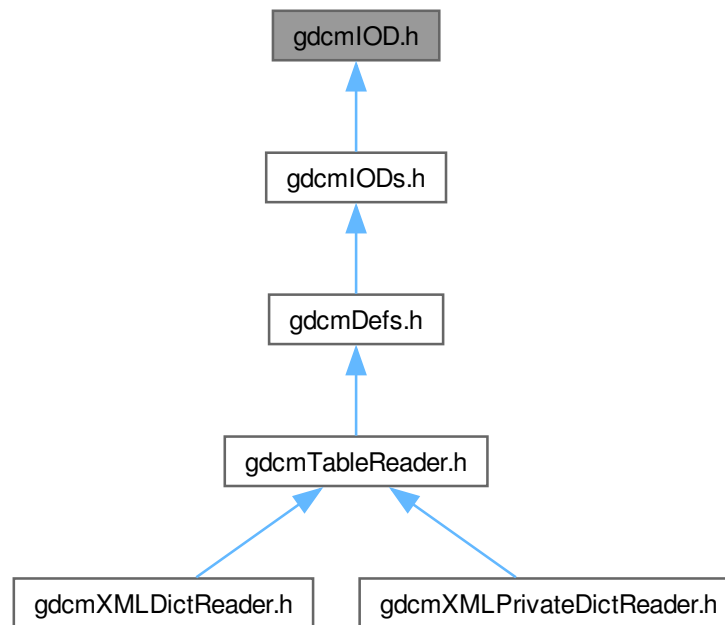 gdcmIOD.h
gdcmIODs.h
gdcmDefs.h
gdcmTableReader.h
gdcmXMLDictReader.h
gdcmXMLPrivateDictReader.h